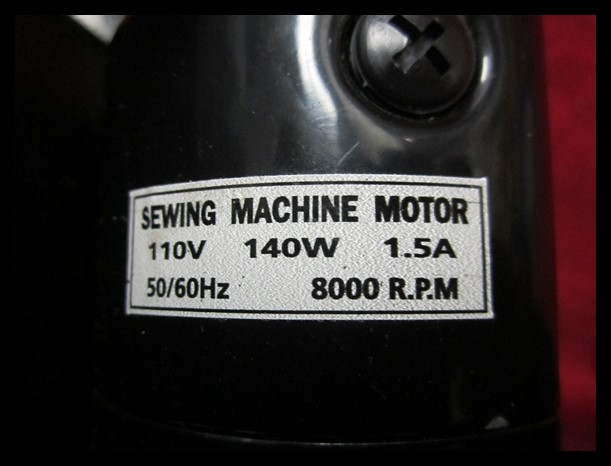 SEWING MACHINE MOTOR
110V 140W 1.5A
50/60Hz 8000 R.P.M